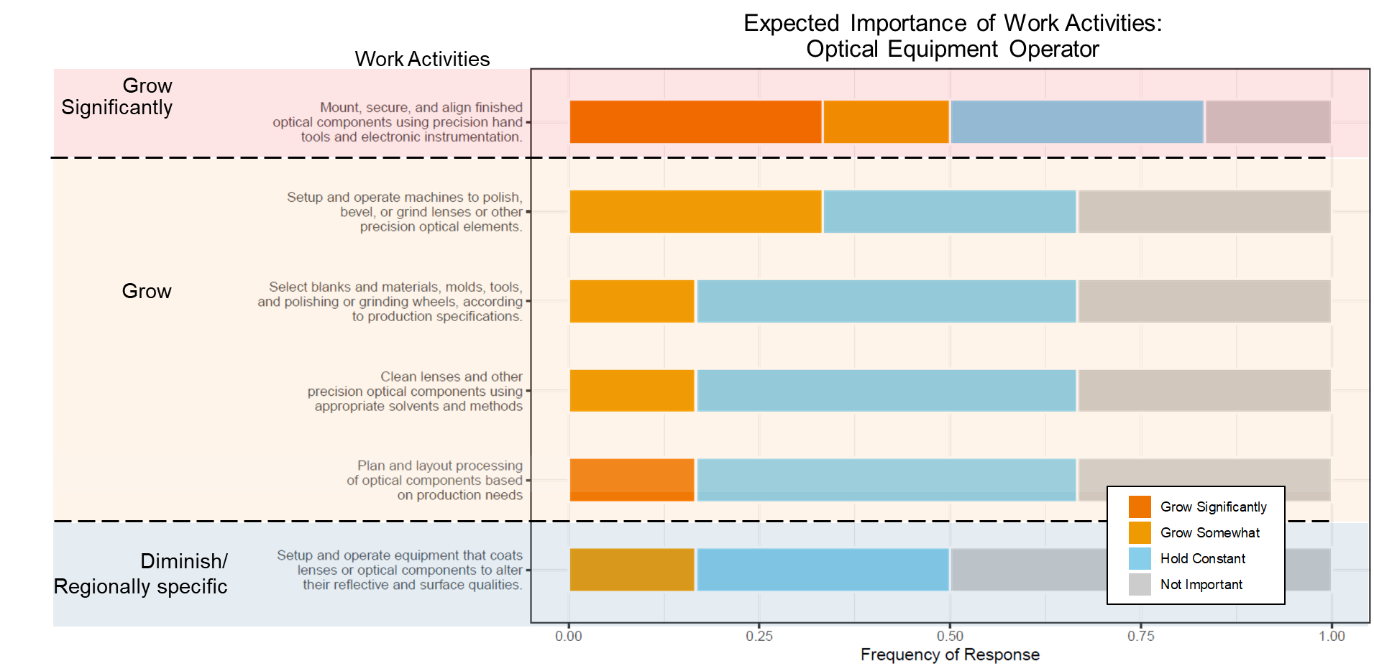 Expected Importance of Work Activities:
Optical Equipment Operator
Work Activities
Grow
Significantly
Mount, secure, and align finished
optical components using precision hand
tools and electronic instrumentation.
Setup and operate machines to polish,
bevel, or grind lenses or other
precision optical elements.
Grow
Select blanks and materials, molds, tools,
and polishing or grinding wheels, according
to production specifications.
Clean lenses and other
precision optical components using
appropriate solvents and methods
Plan and layout processing
of optical components based
on production needs
Diminish/
Regionally specific
Setup and operate equipment that coats
lenses or optical components to alter
their reflective and surface qualities.
Grow Significantly
Grow Somewhat
Hold Constant
Not Important
0.00 0.25 0.50 0.75 1.00
Frequency of Response